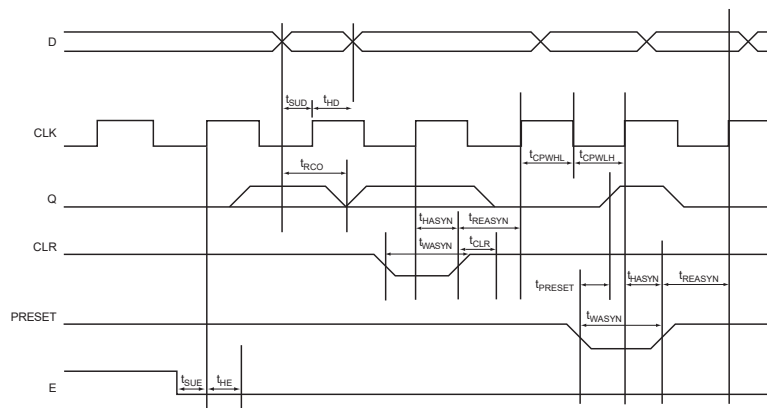 D
tSUD tHD
CLK
tCPWHL tCPWLH
tRCO
Q
tHASYN tREASYN
tWASYN tCLR
CLR
tPRESET tHASYN tREASYN
PRESET
tWASYN
tSUE tHE
E